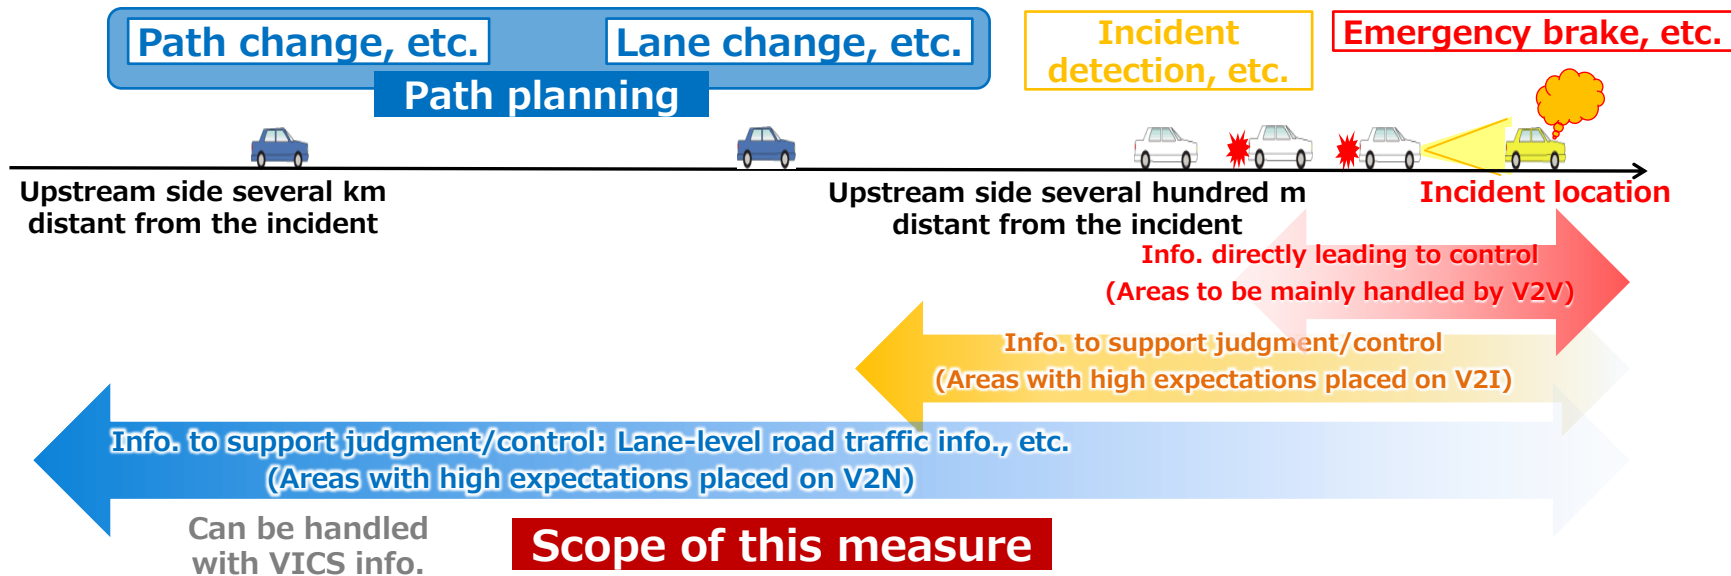 Path change, etc.
Lane change, etc.
Path planning
Incident
detection, etc.
Emergency brake, etc.
Upstream side several km
distant from the incident
Upstream side several hundred m
distant from the incident
Incident location
Info. directly leading to control
(Areas to be mainly handled by V2V)
Info. to support judgment/control
(Areas with high expectations placed on V2I)
Info. to support judgment/control: Lane-level road traffic info., etc.
(Areas with high expectations placed on V2N)
Can be handled
with VICS info.
Scope of this measure